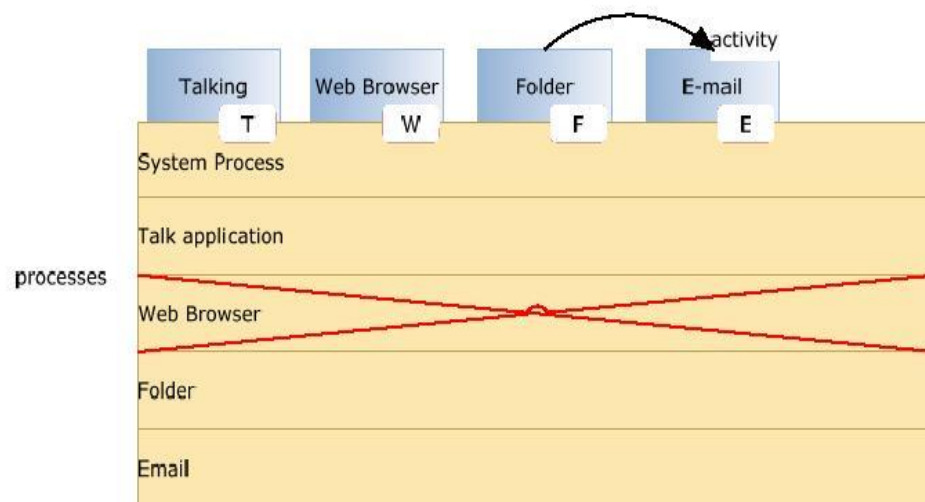 activity
Talking
Web Browser
Folder
E-mail
T
W
F
E
System Process
Talk application
processes
Web Browser
Folder
Email